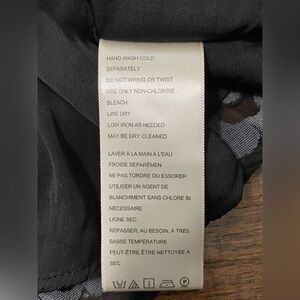 HAND WASH COLD
SEPARATELY
DO NOT WRING OR TWIST
USE ONLY NON-CHLORINE
BLEACH
LINE DRY
LOW IRON AS NEEDED
MAY BE DRY CLEANED
LAVER À LA MAIN À L'EAU
FROIDE SÉPARÉMEN
NE PAS TORDRE OU ESSORER
UTILISER UN AGENT DE
BLANCHIMENT SANS CHLORE SI
NÉCESSAIRE
LIGNE SEC
REPASSER, AU BESOIN, À TRÈS
BASSE TEMPÉRATURE
PEUT-ÊTRE ÊTRE NETTOYÉE A
SEC